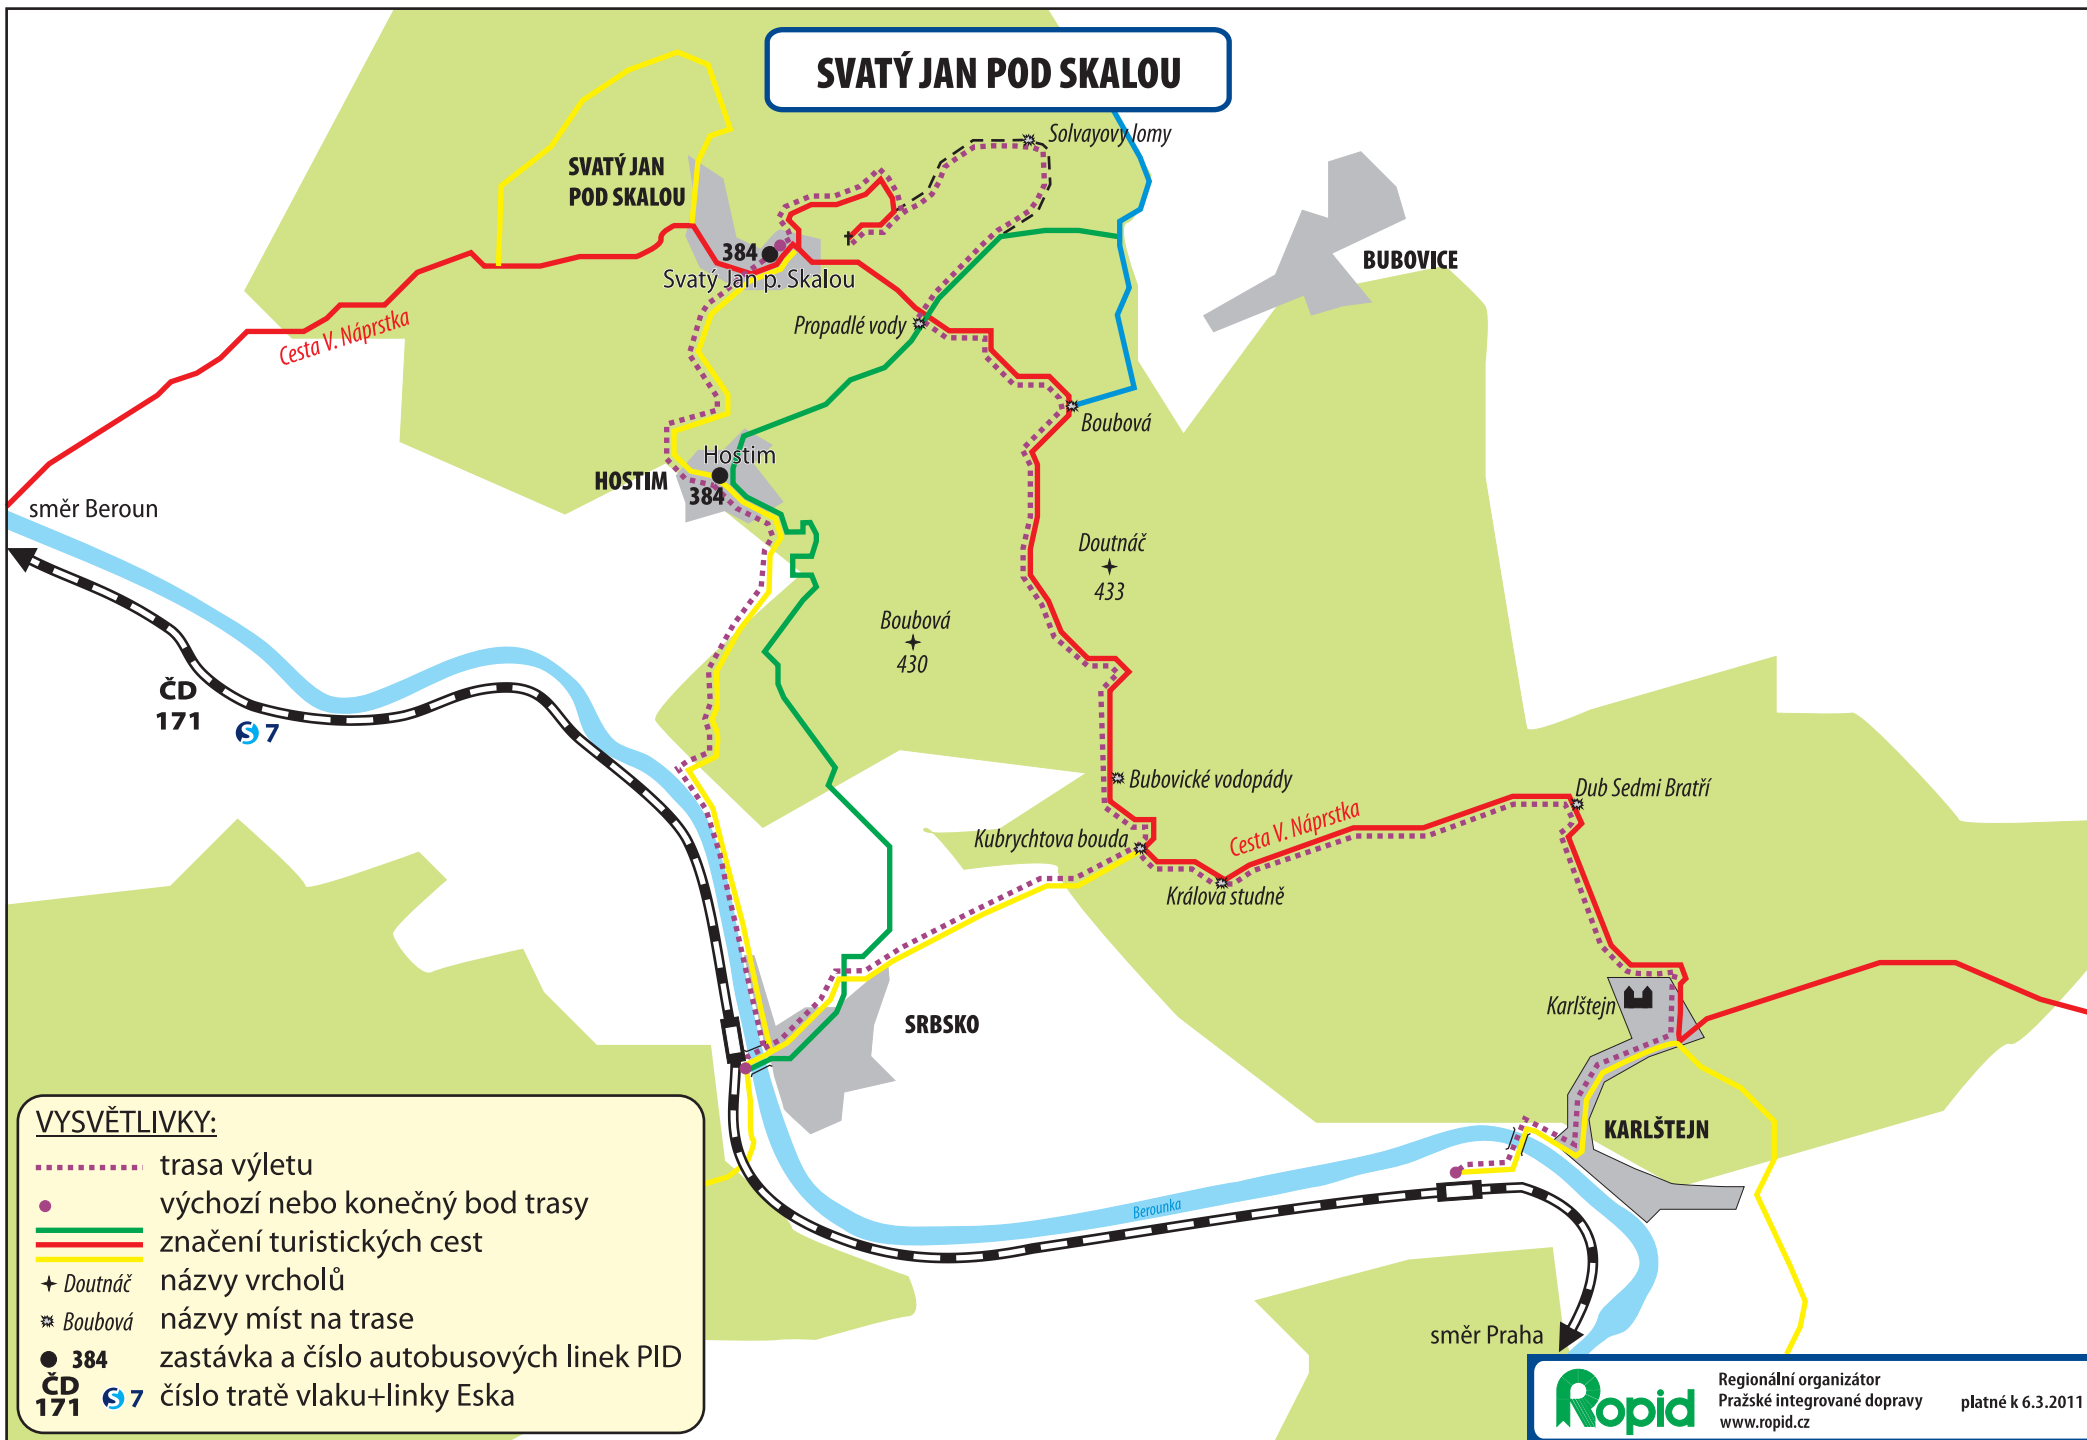 SVATÝ JAN POD SKALOU
Solvayovy lomy
SVATÝ JAN
POD SKALOU
384
Svatý Jan p. Skalou
BUBOVICE
Cesta V. Náprstka
Propadlé vody
Boubová
Hostim
HOSTIM
384
směr Beroun
Doutnáč
433
Boubová
430
ČD
171
S 7
Bubovické vodopády
Dub Sedmi Bratří
Kubrychtova bouda
Cesta V. Náprstka
Králova studně
Karlštejn
SRBSKO
KARLŠTEJN
Berounka
směr Praha
VYSVĚTLIVKY:
trasa výletu
výchozí nebo konečný bod trasy
značení turistických cest
Doutnáč názvy vrcholů
Boubová názvy míst na trase
384 zastávka a číslo autobusových linek PID
ČD
171 S 7 číslo tratě vlaku+linky Eska
Ropid
Regionální organizátor
Pražské integrované dopravy
www.ropid.cz
platné k 6.3.2011